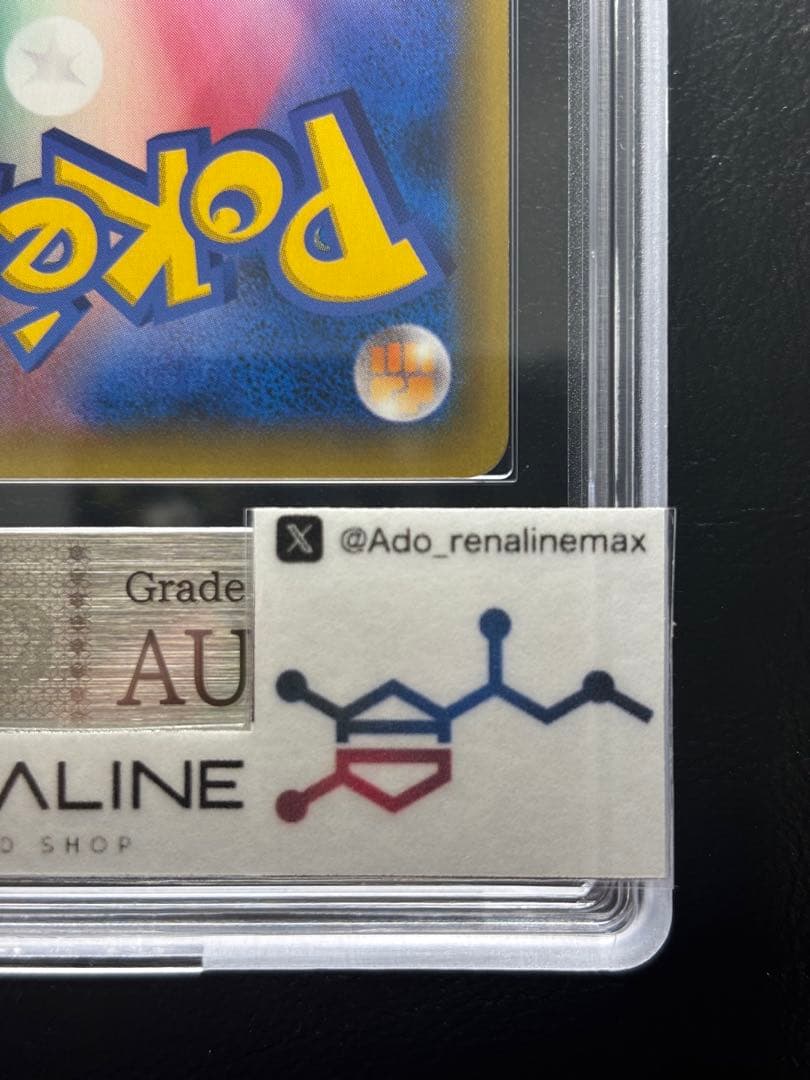 Poké
@Ado_renalinemax
Grade
AU
ALINE
SHOP